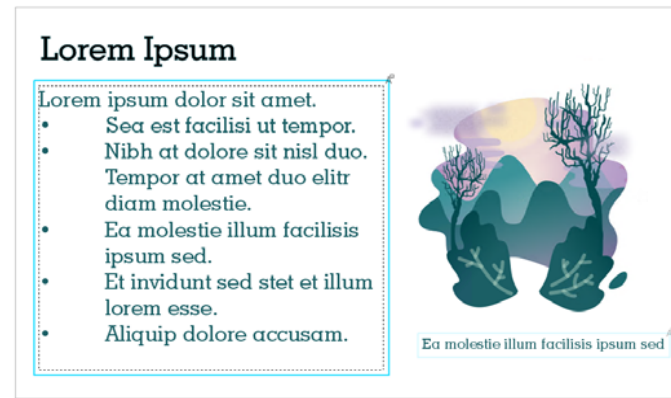 Lorem Ipsum
Lorem ipsum dolor sit amet.
• Sea est facilisi ut tempor.
• Nibh at dolore sit nisl duo.
Tempor at amet duo elitr
diam molestie.
• Ea molestie illum facilisis
ipsum sed.
• Et invidunt sed stet et illum
lorem esse.
• Aliquip dolore accusam.
Ea molestie illum facilisis ipsum sed